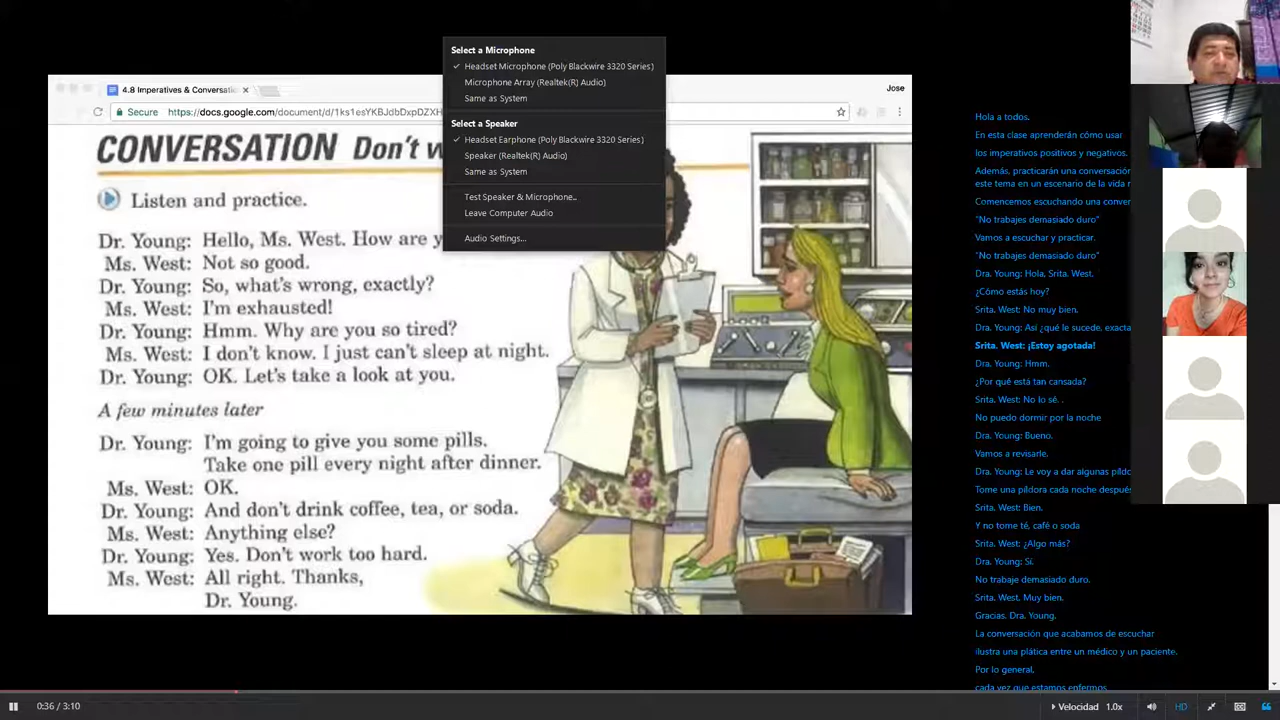 Select a Microphone
Headset Microphone (Poly Blackwire 3320 Series)
Microphone Array (Realtek(R) Audio)
Same as System
Select a Speaker
Headset Earphone (Poly Blackwire 3320 Series)
Speaker (Realtek(R) Audio)
Same as System
Test Speaker & Microphone...
Leave Computer Audio
Audio Settings...
4.8 Imperatives & Conversatio
Jose
Secure
https://docs.google.com/document/d/1ks1esYKBJdbDxpDZZXH
CONVERSATION Don't w
Listen and practice.
Dr. Young: Hello, Ms. West. How are y
Ms. West: Not so good.
Dr. Young: So, what's wrong, exactly?
Ms. West: I'm exhausted!
Dr. Young: Hmm. Why are you so tired?
Ms. West: I don't know. I just can't sleep at night.
Dr. Young: OK. Let's take a look at you.
A few minutes later
Dr. Young: I'm going to give you some pills.
Take one pill every night after dinner.
Ms. West: OK.
Dr. Young: And don't drink coffee, tea, or soda.
Ms. West: Anything else?
Dr. Young: Yes. Don't work too hard.
Ms. West: All right. Thanks,
Dr. Young.
Hola a todos.
En esta clase aprenderán cómo usar
los imperativos positivos y negativos.
Además, practicarán una conversación
este tema en un escenario de la vida r
Comencemos escuchando una conver
"No trabajes demasiado duro"
Vamos a escuchar y practicar.
"No trabajes demasiado duro"
Dra. Young: Hola, Srita. West,
¿Cómo estás hoy?
Srita. West: No muy bien.
Dra. Young: Así ¿qué le sucede, exacta
Srita. West: ¡Estoy agotada!
Dra. Young: Hmm.
¿Por qué está tan cansada?
Srita. West: No lo sé. .
No puedo dormir por la noche
Dra. Young: Bueno.
Vamos a revisarle.
Dra. Young: Le voy a dar algunas píldo
Tome una píldora cada noche después
Srita. West: Bien.
Y no tome té, café o soda
Srita. West: ¿Algo más?
Dra. Young: Sí.
No trabaje demasiado duro.
Srita. West. Muy bien.
Gracias. Dra. Young.
La conversación que acabamos de escuchar
ilustra una plática entre un médico y un paciente.
Por lo general,
cada vez que estamos enfermos,
0:36 / 3:10
Velocidad 1.0x
HD